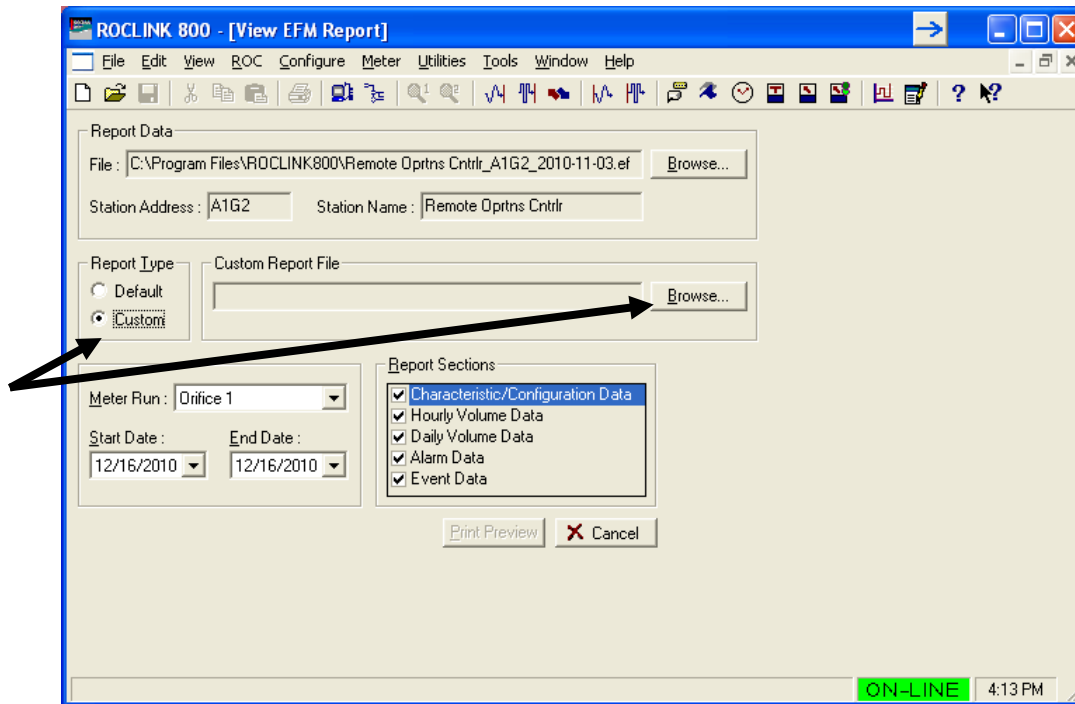 ROCLINK 800 - [View EFM Report]
File Edit View ROC Configure Meter Utilities Tools Window Help
Report Data
File : C:\Program Files\ROCLINK800\Remote Oprtns Cntrlr_A1G2_2010-11-03.ef Browse...
Station Address : A1G2 Station Name : Remote Oprtns Cntrlr
Report Type Custom Report File
Default
Browse...
Custom
Report Sections
Meter Run : Orifice 1
Characteristic/Configuration Data
Hourly Volume Data
Start Date : End Date :
Daily Volume Data
12/16/2010 12/16/2010
Alarm Data
Event Data
Print Preview Cancel
ON-LINE 4:13 PM